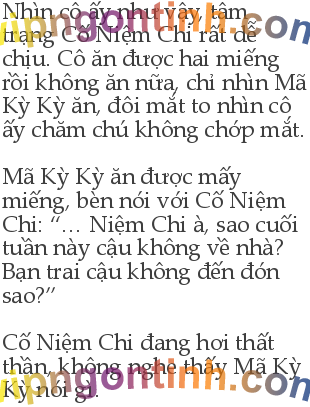 Nhìn cô ấy như vậy, tâm
trạng Cố Niệm Chi rất dễ
chịu. Cô ăn được hai miếng
rồi không ăn nữa, chỉ nhìn Mã
Kỳ Kỳ ăn, đôi mắt to nhìn cô
ấy chăm chú không chớp mắt.
Mã Kỳ Kỳ ăn được mấy
miếng, bèn nói với Cố Niệm
Chi: “… Niệm Chi à, sao cuối
tuần này cậu không về nhà?
Bạn trai cậu không đến đón
sao?”
Cố Niệm Chi đang hơi thất
thần, không nghe thấy Mã Kỳ
Kỳ nói gì.
vipngontinh.com